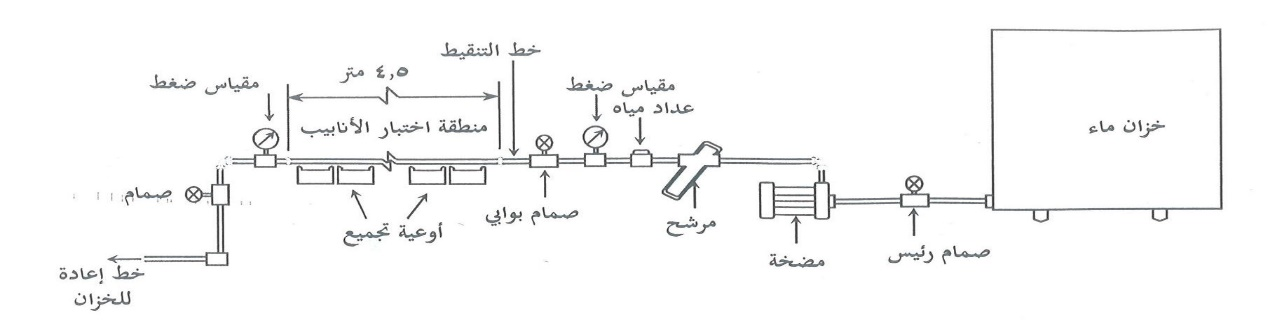 خط التنقيط
٤,٥ متر
مقياس ضغط
مقياس ضغط
عداد مياه
منطقة اختبار الأنابيب
خزان ماء
صمام
صمام بوابي
أوعية تجميع
مرشح
مضخة
صمام رئيس
خط إعادة
للخزان